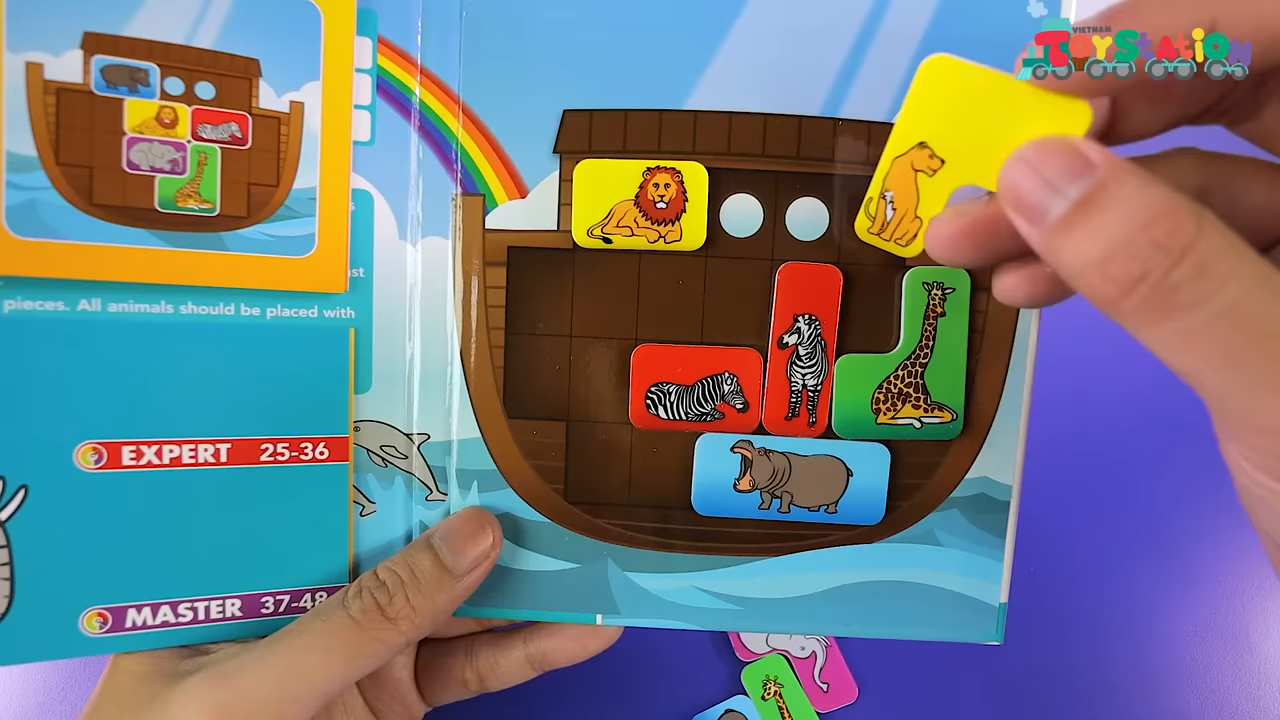 VIETNAM
ToyStation
pieces. All animals should be placed with
EXPERT 25-36
MASTER 37-48